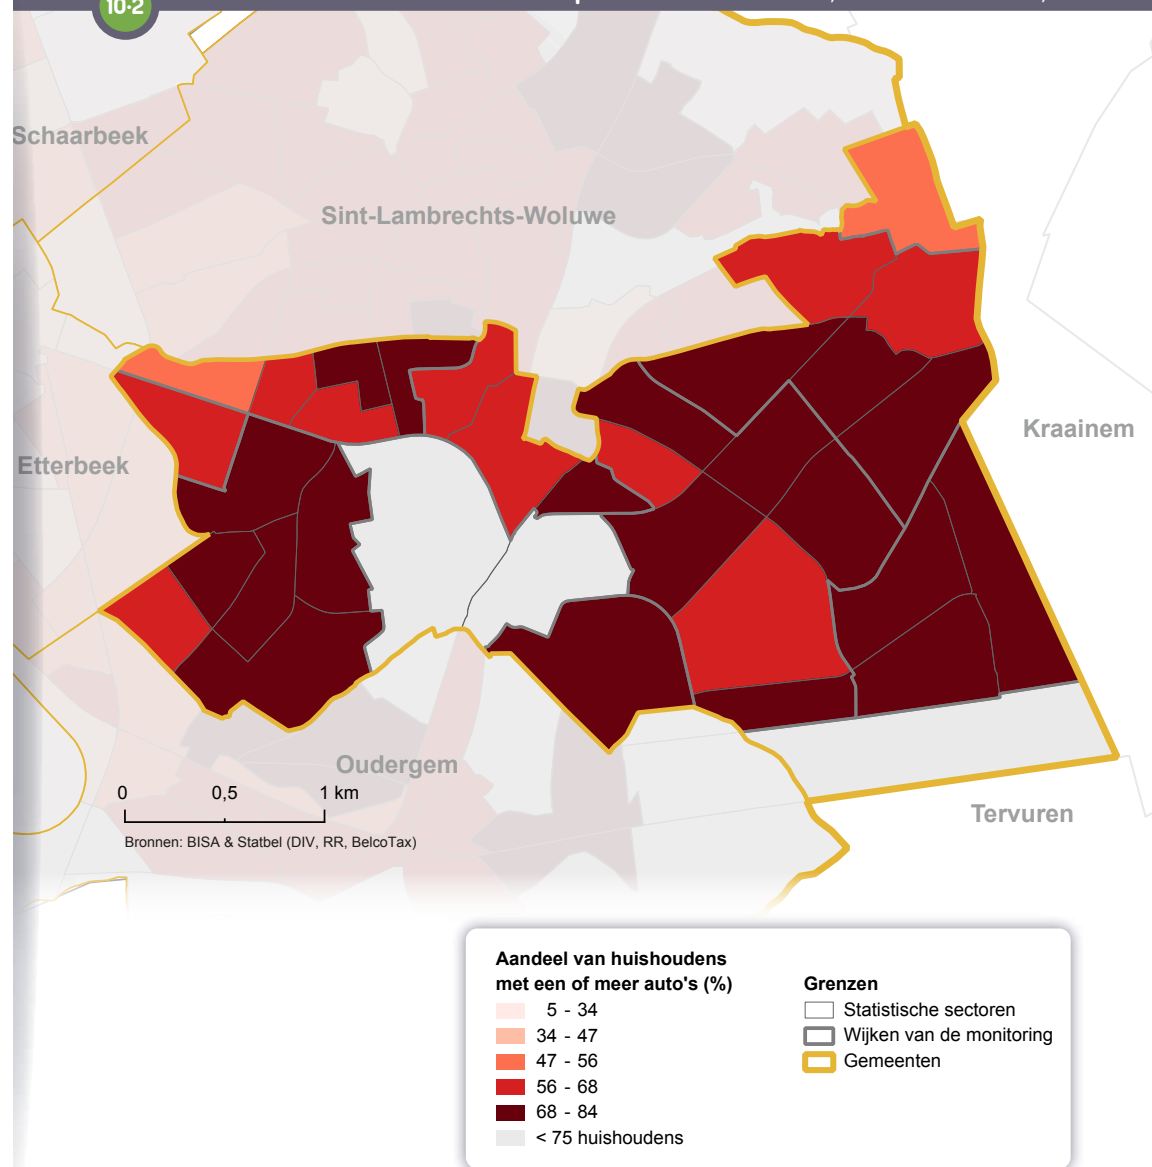 10·2
Schaarbeek
Sint-Lambrechts-Woluwe
Kraainem
Etterbeek
Oudergem
0 0,5 1 km
Tervuren
Bronnen: BISA & Statbel (DIV, RR, BelcoTax)
Aandeel van huishoudens
met een of meer auto's (%)
5 - 34
34 - 47
47 - 56
56 - 68
68 - 84
< 75 huishoudens
Grenzen
Statistische sectoren
Wijken van de monitoring
Gemeenten